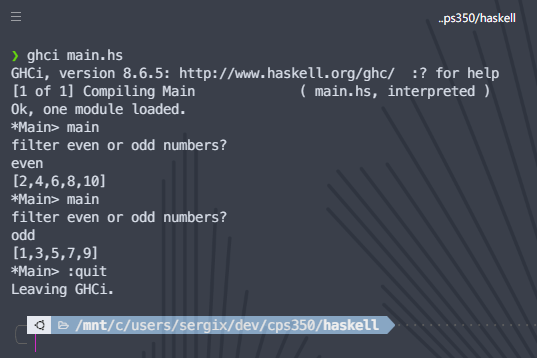 ..ps350/haskell
❯ ghci main.hs
GHCi, version 8.6.5: http://www.haskell.org/ghc/  :? for help
[1 of 1] Compiling Main             ( main.hs, interpreted )
Ok, one module loaded.
*Main> main
filter even or odd numbers?
even
[2,4,6,8,10]
*Main> main
filter even or odd numbers?
odd
[1,3,5,7,9]
*Main> :quit
Leaving GHCi.
/mnt/c/users/sergix/dev/cps350/haskell